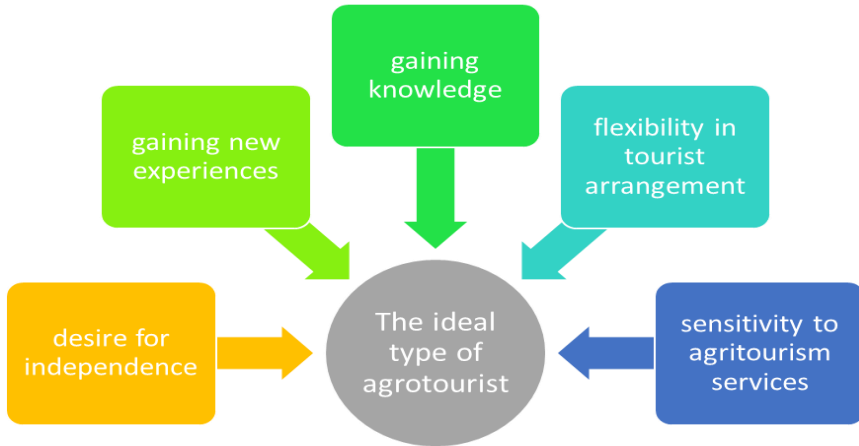 gaining
knowledge
gaining new
experiences
flexibility in
tourist
arrangement
desire for
independence
The ideal
type of
agrotourist
sensitivity to
agritourism
services